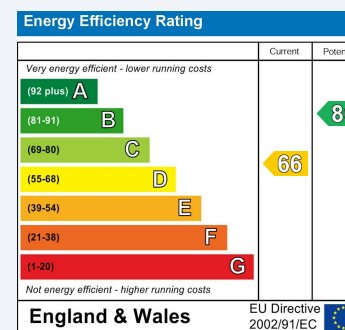 Energy Efficiency Rating
Current
Very energy efficient - lower running costs
(92 plus) A
(81-91) B
(69-80) C
66
(55-68) D
(39-54) E
(21-38) F
(1-20) G
Not energy efficient - higher running costs
England & Wales
EU Directive
2002/91/EC